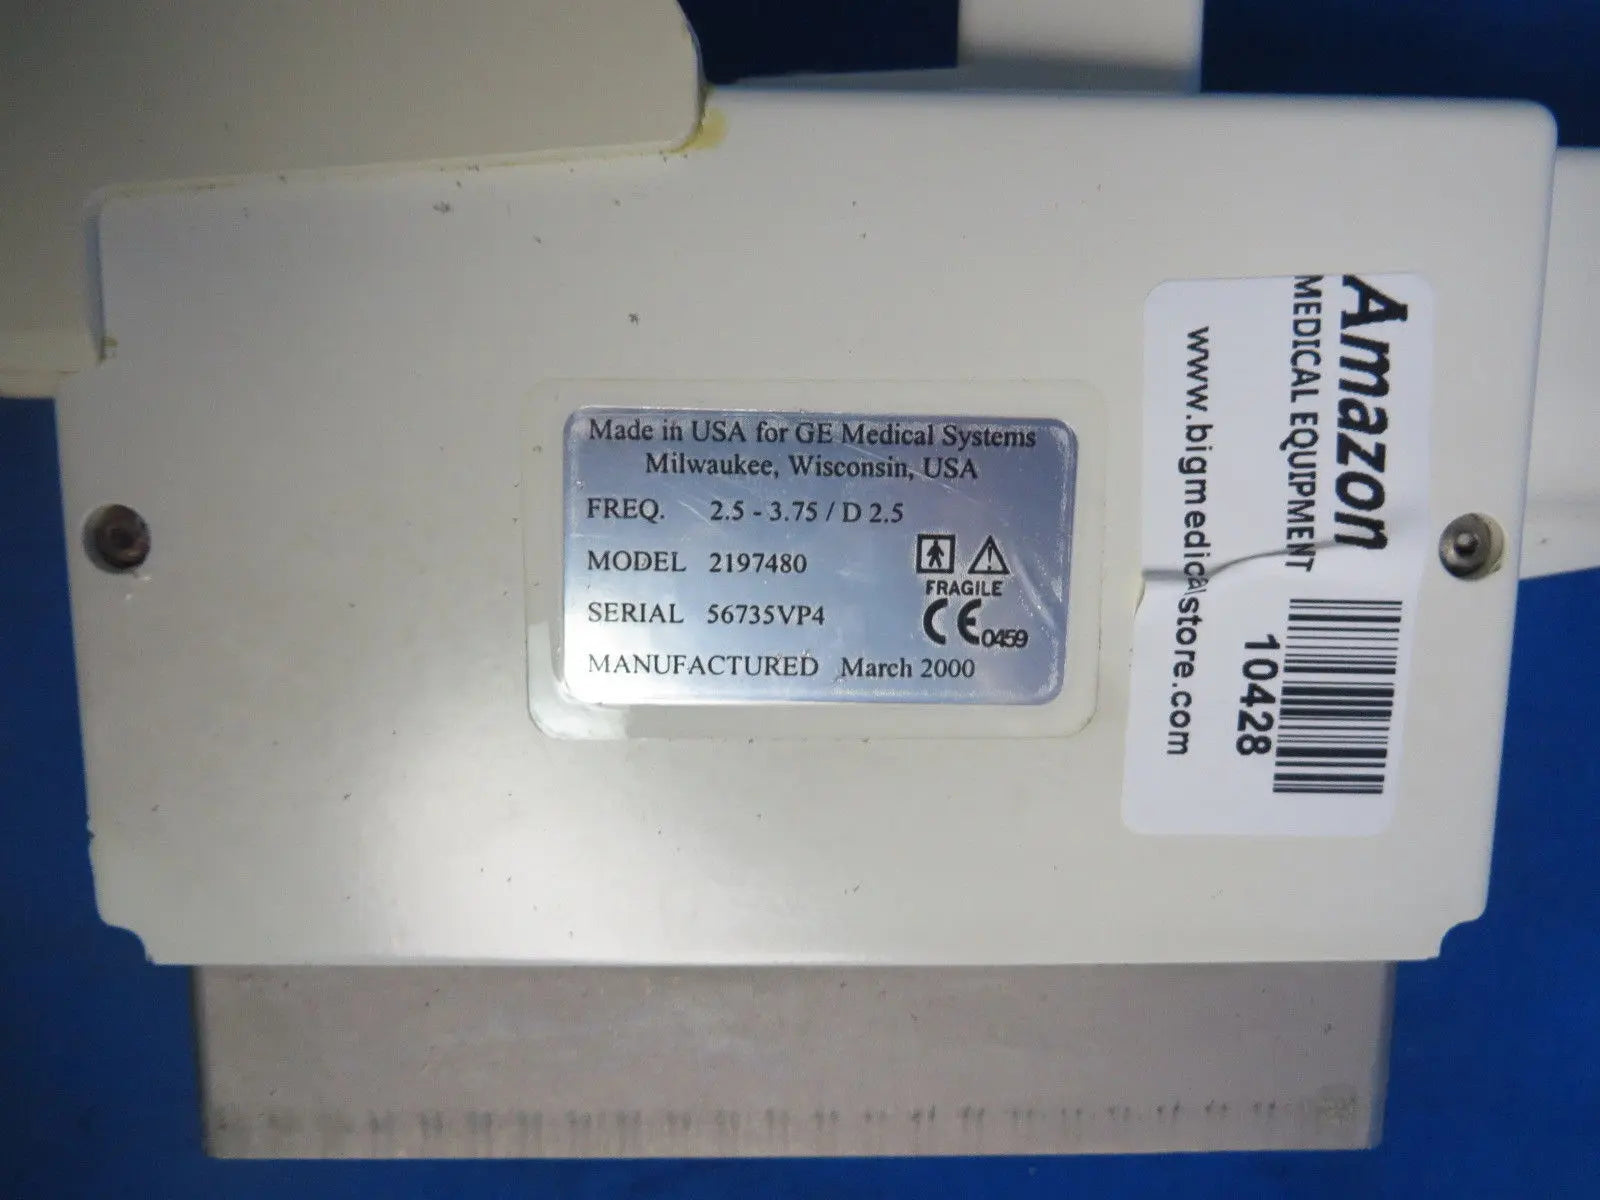 Made in USA for GE Medical Systems
Milwaukee, Wisconsin, USA
FREQ. 2.5 - 3.75 / D 2.5
MODEL 2197480
SERIAL 56735VP4
MANUFACTURED March 2000
FRAGILE
CE 0459
Amazon
MEDICAL EQUIPMENT
www.bigmedicalstore.com
10428